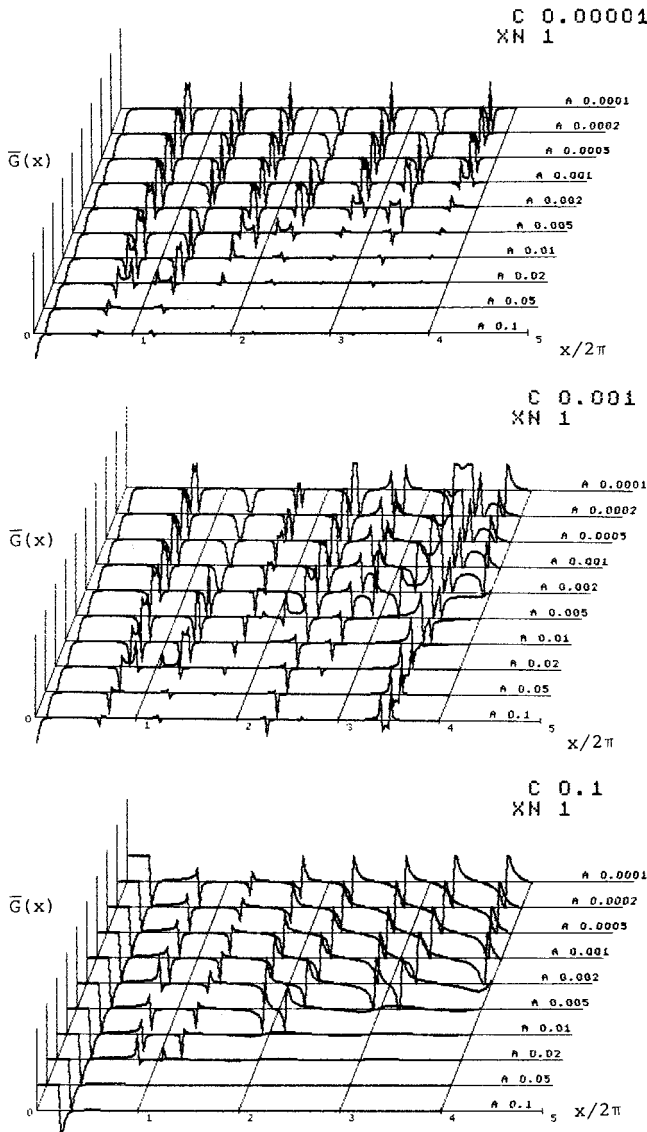 C 0.00001
XN 1
A 0.0001
A 0.0002
G̅(x)
A 0.0005
A 0.001
A 0.002
A 0.005
A 0.01
A 0.02
A 0.05
A 0.1
0 1 2 3 4 5
x/2π
C 0.001
XN 1
A 0.0001
A 0.0002
G̅(x)
A 0.0005
A 0.001
A 0.002
A 0.005
A 0.01
A 0.02
A 0.05
A 0.1
0 1 2 3 4 5
x/2π
C 0.1
XN 1
A 0.0001
A 0.0002
G̅(x)
A 0.0005
A 0.001
A 0.002
A 0.005
A 0.01
A 0.02
A 0.05
A 0.1
0 1 2 3 4 5
x/2π